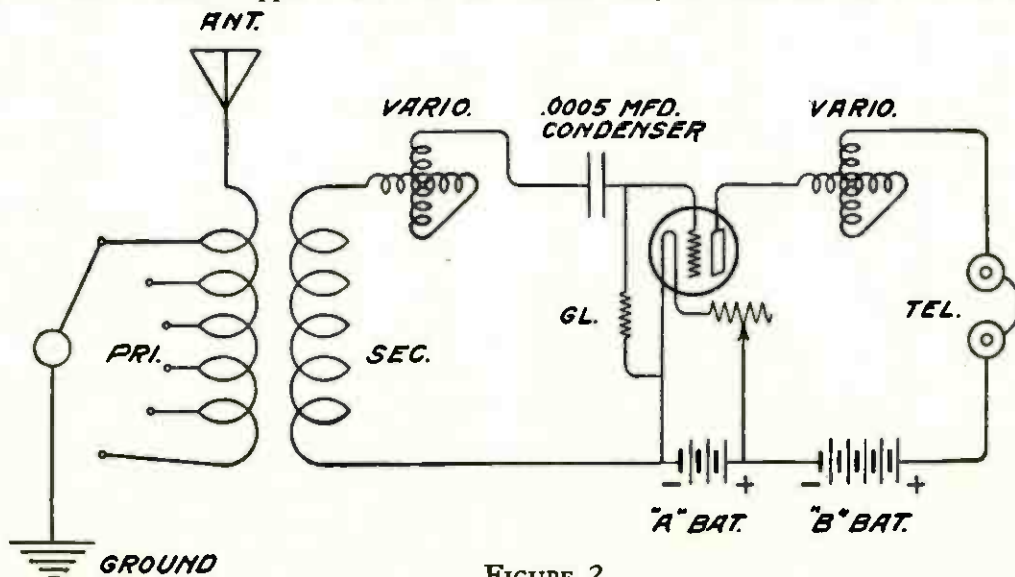 ANT.
VARIO.
.0005 MFD.
CONDENSER
VARIO.
GL.
TEL.
PRI.
SEC.
- +
- +
"A" BAT.
"B" BAT.
GROUND
FIGURE 2